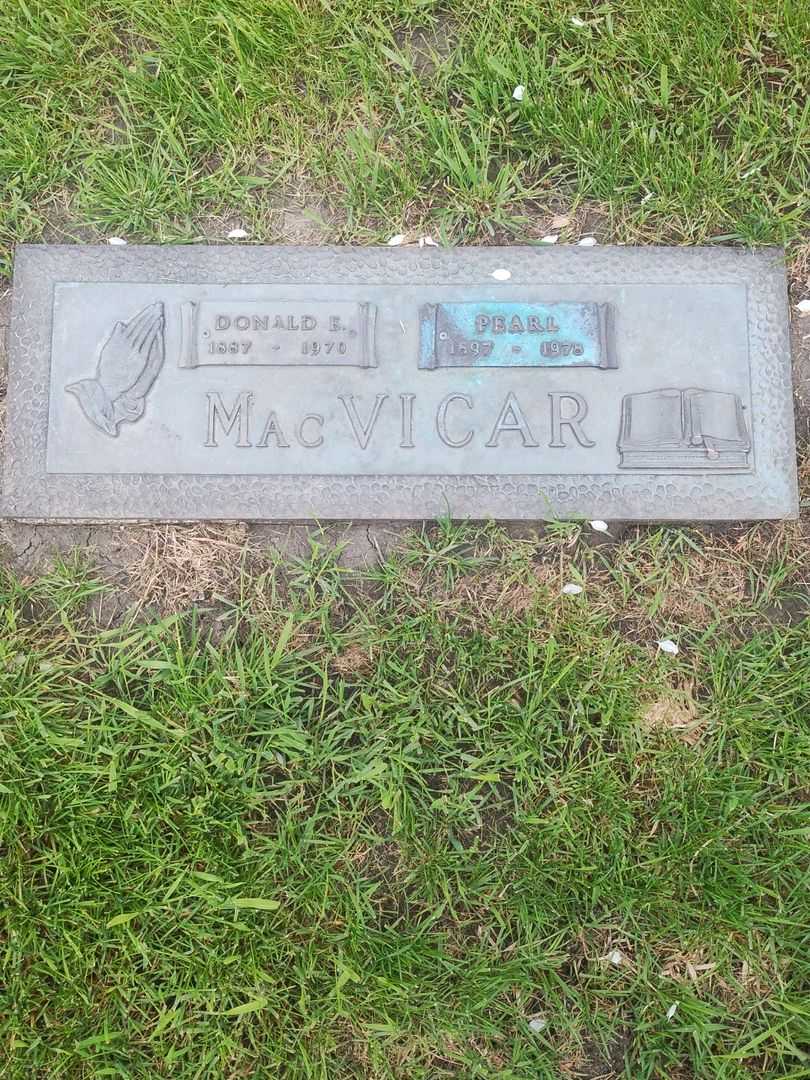 DONALD E.
1887 - 1970
PEARL
1897 - 1978
MacVICAR